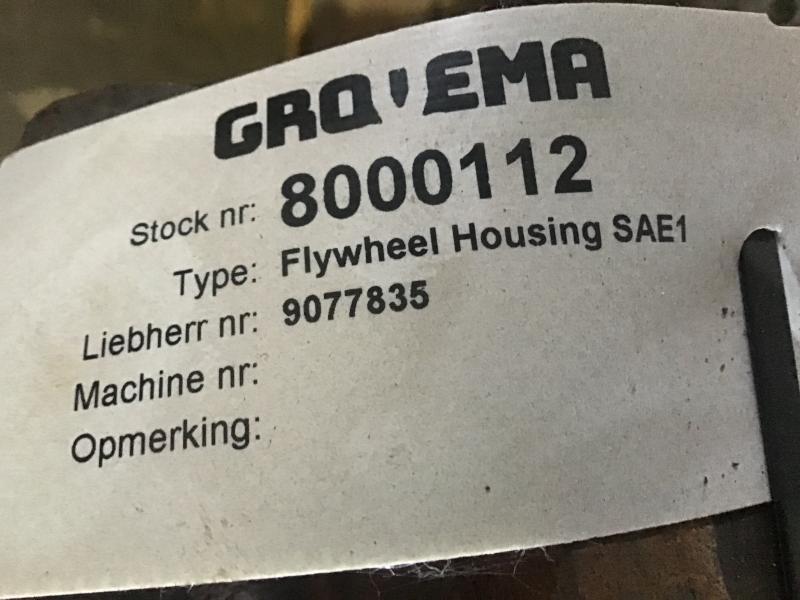 GRO'EMA
Stock nr: 8000112
Type: Flywheel Housing SAE1
Liebherr nr: 9077835
Machine nr:
Opmerking: